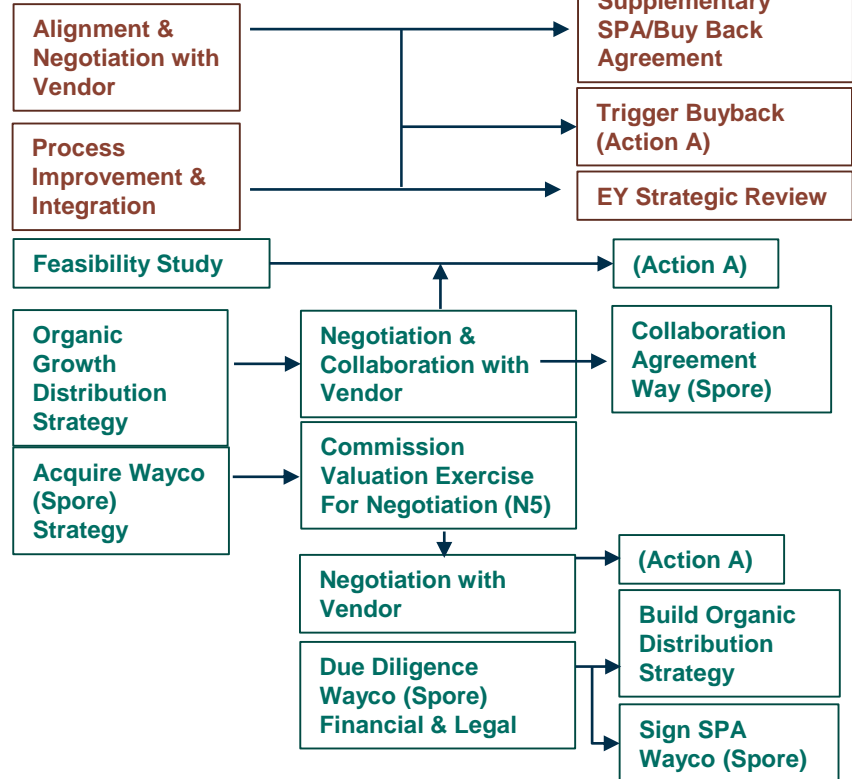 Alignment &
Negotiation with
Vendor
Supplementary
SPA/Buy Back
Agreement
Trigger Buyback
(Action A)
Process
Improvement &
Integration
EY Strategic Review
Feasibility Study
(Action A)
Organic
Growth
Distribution
Strategy
Negotiation &
Collaboration with
Vendor
Collaboration
Agreement
Way (Spore)
Acquire Wayco
(Spore)
Strategy
Commission
Valuation Exercise
For Negotiation (N5)
Negotiation with
Vendor
(Action A)
Build Organic
Distribution
Strategy
Due Diligence
Wayco (Spore)
Financial & Legal
Sign SPA
Wayco (Spore)